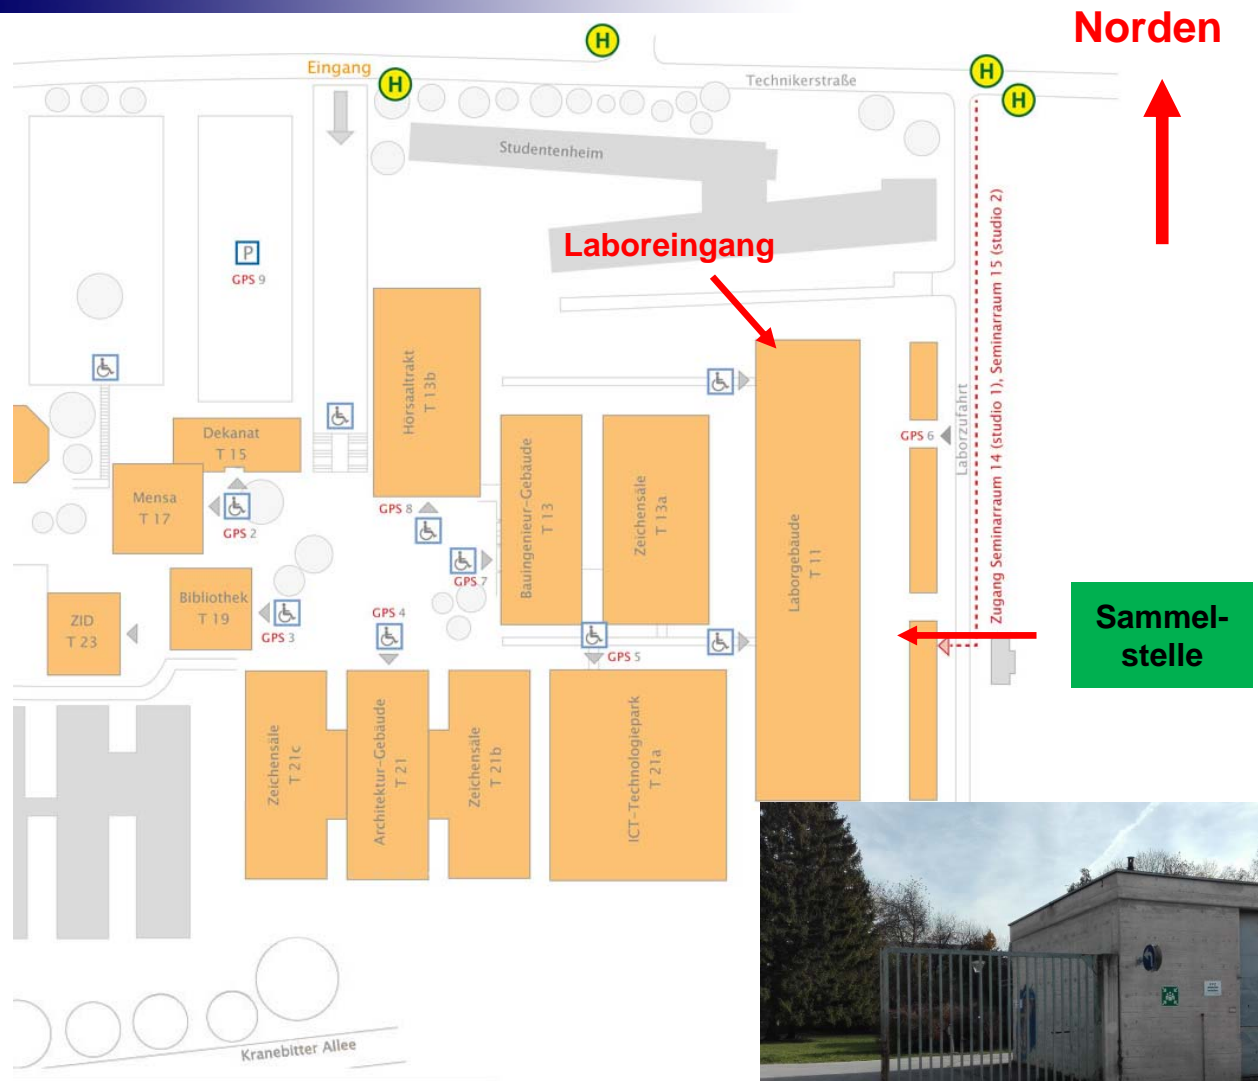 Norden
H
H
H
H
Eingang
Technikerstraße
Studentenheim
P
GPS 9
Laboreingang
Hörsaaltrakt
T 13b
Dekanat
T 15
Mensa
T 17
GPS 2
GPS 8
GPS 7
Bauingenieur-Gebäude
T 13
Zeichensäle
T 13a
Laborgebäude
T 11
GPS 6
Laborzufahrt
Zugang Seminarraum 14 (studio 1), Seminarraum 15 (studio 2)
Bibliothek
T 19
GPS 3
ZID
T 23
GPS 4
GPS 5
Sammel-
stelle
Zeichensäle
T 21c
Architektur-Gebäude
T 21
Zeichensäle
T 21b
ICT-Technologiepark
T 21a
Kranebitter Allee